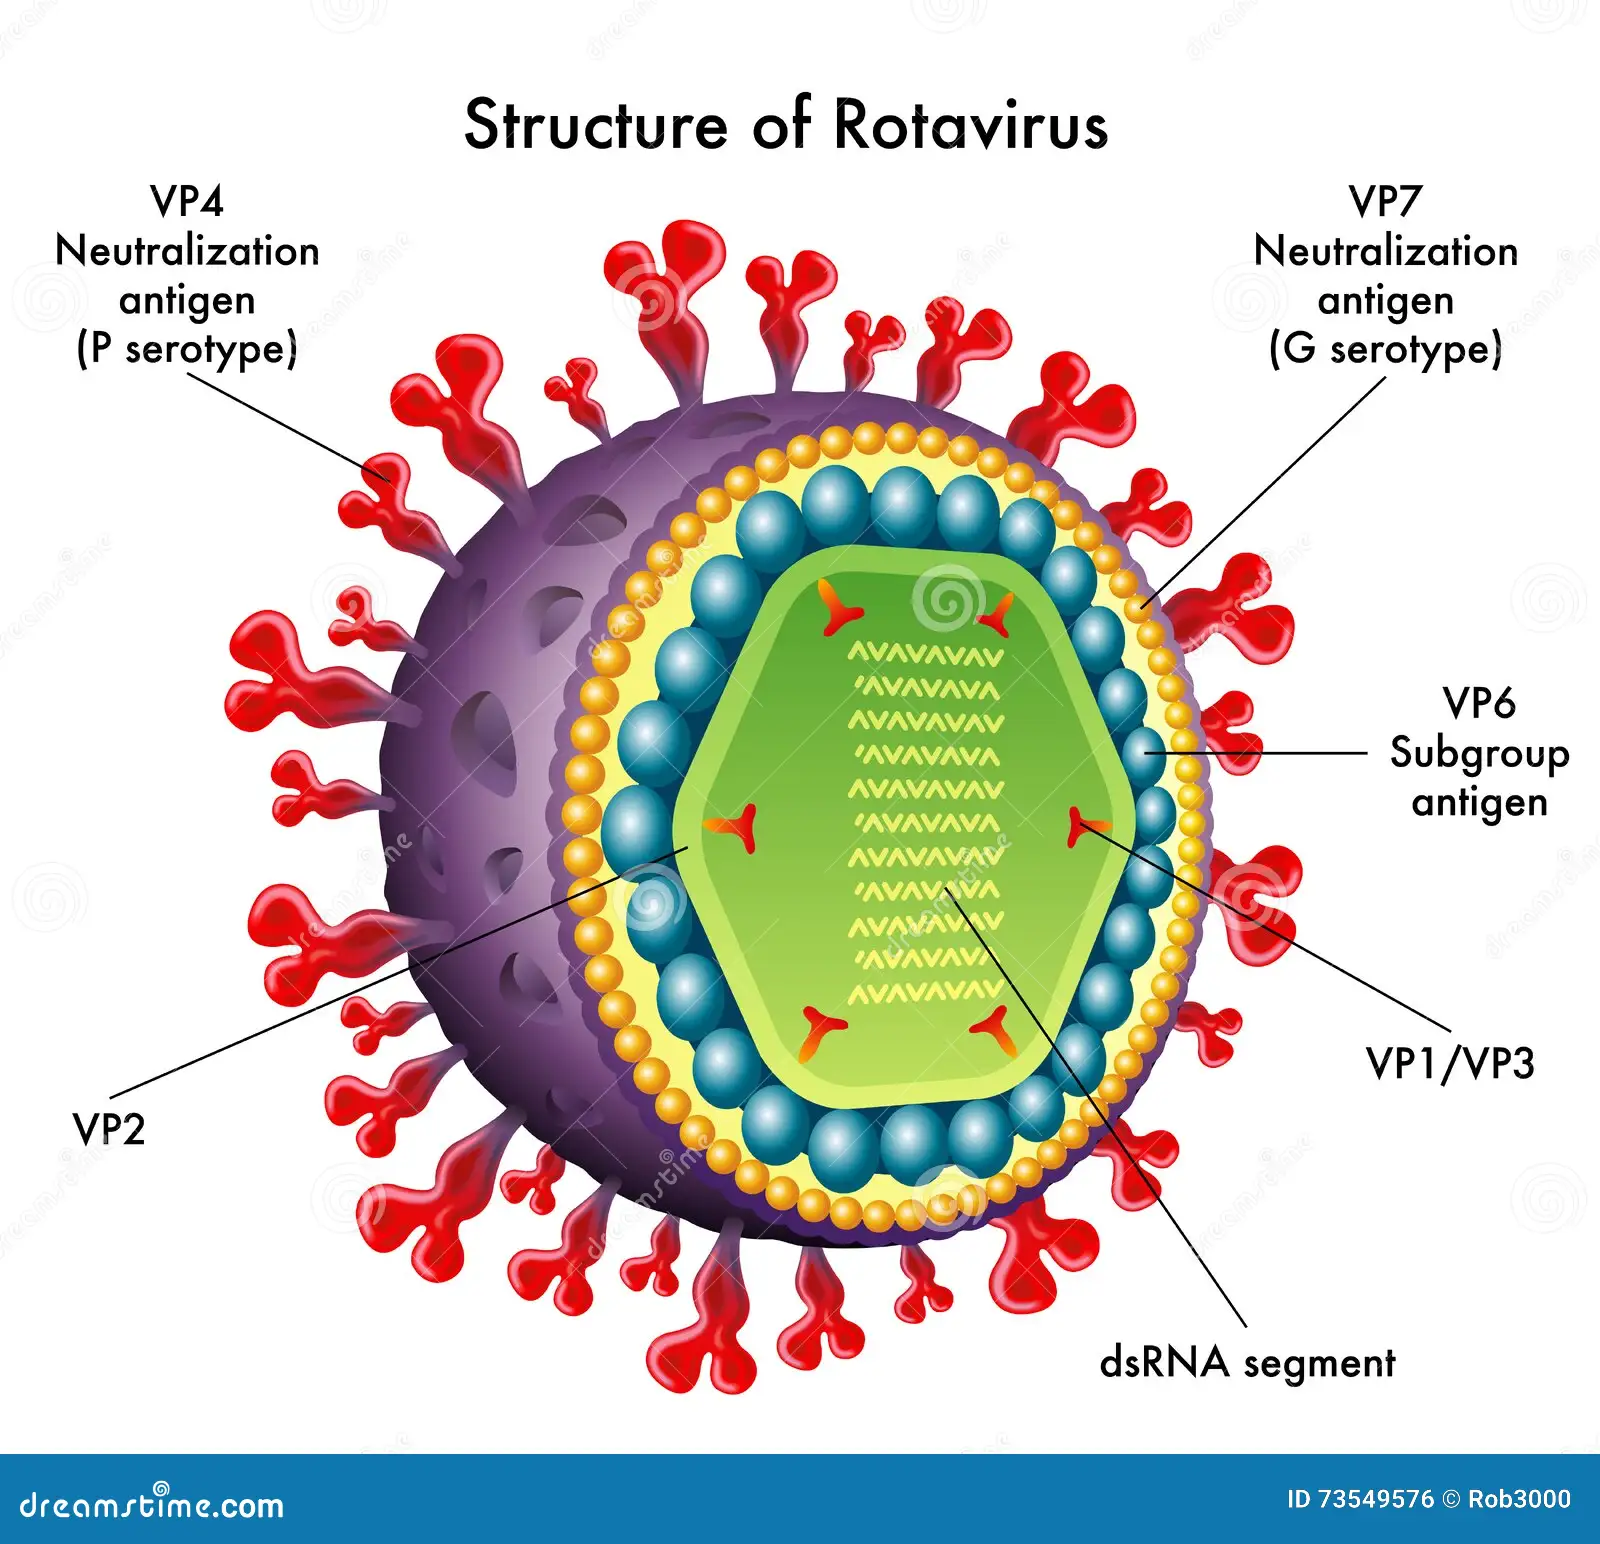 Structure of Rotavirus
VP4
Neutralization
antigen
(P serotype)
VP7
Neutralization
antigen
(G serotype)
VP6
Subgroup
antigen
VP1/VP3
VP2
dsRNA segment
dreamstime.com
ID 73549576 © Rob3000